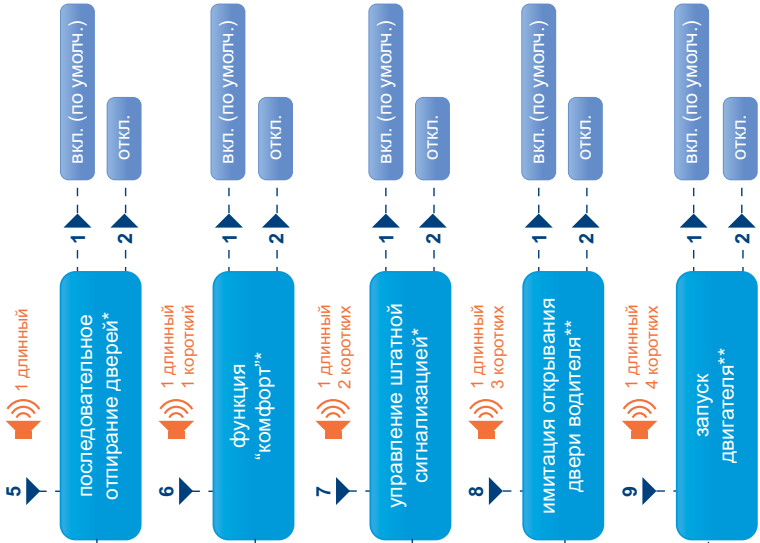 5
1 длинный
последовательное
отпирание дверей*
1
вкл. (по умолч.)
2
откл.
6
1 длинный
1 короткий
функция
“комфорт”*
1
вкл. (по умолч.)
2
откл.
7
1 длинный
2 коротких
управление штатной
сигнализацией*
1
вкл. (по умолч.)
2
откл.
8
1 длинный
3 коротких
имитация открывания
двери водителя**
1
вкл. (по умолч.)
2
откл.
9
1 длинный
4 коротких
запуск
двигателя**
1
вкл. (по умолч.)
2
откл.